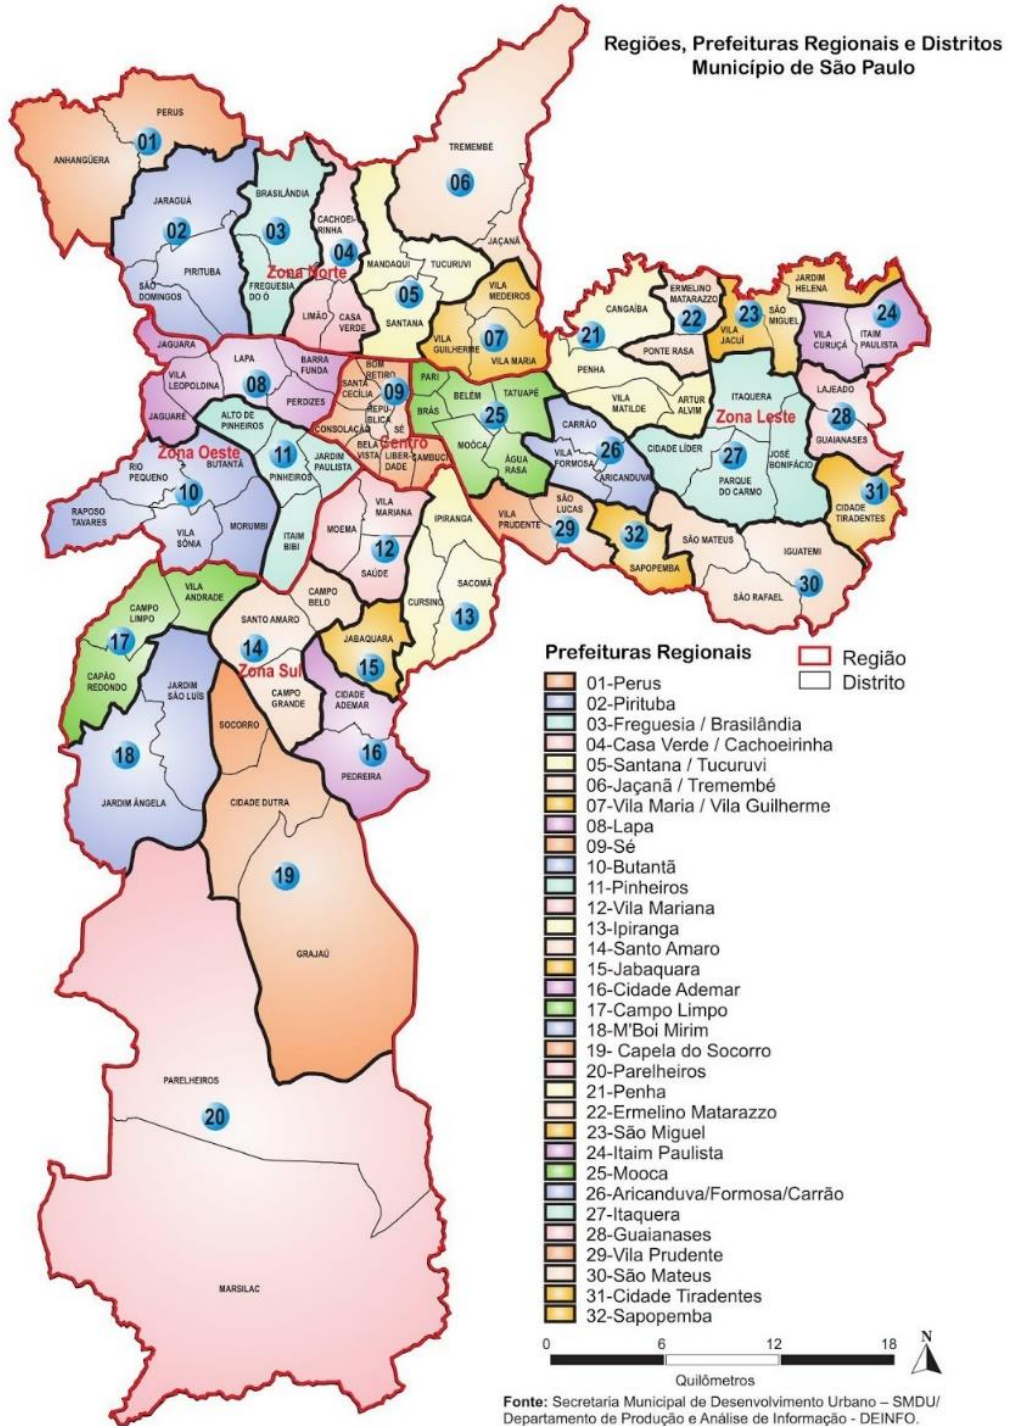 Regiões, Prefeituras Regionais e Distritos
Município de São Paulo
PERUS
01
ANHANGÜERA
TREMEMBÉ
06
JAÇANÃ
JARAGUÁ
02
PIRITUBA
SÃO
DOMINGOS
BRASILÂNDIA
03
FREGUESIA
DO Ó
Zona Norte
CACHOEI-
RINHA
04
LIMÃO
CASA
VERDE
MANDAQUI
TUCURUVI
05
SANTANA
VILA
MEDEIROS
VILA
GUILHERME
07
VILA MARIA
CANGAÍBA
21
PENHA
VILA
MATILDE
ARTUR
ALVIM
ERMELINO
MATARAZZO
22
PONTE RASA
JARDIM
HELENA
23
SÃO
MIGUEL
VILA
JACUÍ
24
VILA
CURUÇÁ
ITAIM
PAULISTA
JAGUARA
LAPA
BARRA
FUNDA
VILA
LEOPOLDINA
08
PERDIZES
JAGUARÉ
BOM
RETIRO
SANTA
CECÍLIA
09
REPÚ-
BLICA
SÉ
CONSOLAÇÃO
Centro
BELA
VISTA
LIBER-
DADE
CAMBUCI
PARI
BELÉM
TATUAPÉ
BRÁS
25
MOÓCA
ÁGUA
RASA
CARRÃO
VILA
FORMOSA
26
ARICANDUVA
ITAQUERA
Zona Leste
CIDADE LÍDER
27
JOSÉ
BONIFÁCIO
PARQUE
DO CARMO
LAJEADO
28
GUAIANASES
31
CIDADE
TIRADENTES
ALTO DE
PINHEIROS
11
PINHEIROS
JARDIM
PAULISTA
ITAIM
BIBI
Zona Oeste
RIO
PEQUENO
BUTANTÃ
10
RAPOSO
TAVARES
MORUMBI
VILA
SÔNIA
VILA
MARIANA
MOEMA
12
SAÚDE
IPIRANGA
SACOMÃ
CURSINO
13
VILA
PRUDENTE
SÃO
LUCAS
29
32
SAPOPEMBA
SÃO MATEUS
IGUATEMI
30
SÃO RAFAEL
VILA
ANDRADE
CAMPO
LIMPO
17
CAPÃO
REDONDO
CAMPO
BELO
SANTO AMARO
14
Zona Sul
CAMPO
GRANDE
JABAQUARA
15
CIDADE
ADEMAR
16
PEDREIRA
JARDIM
SÃO LUÍS
18
JARDIM ÂNGELA
SOCORRO
CIDADE DUTRA
19
GRAJAÚ
PARELHEIROS
20
MARSILAC
Prefeituras Regionais
Região
Distrito
01-Perus
02-Pirituba
03-Freguesia / Brasilândia
04-Casa Verde / Cachoeirinha
05-Santana / Tucuruvi
06-Jaçanã / Tremembé
07-Vila Maria / Vila Guilherme
08-Lapa
09-Sé
10-Butantã
11-Pinheiros
12-Vila Mariana
13-Ipiranga
14-Santo Amaro
15-Jabaquara
16-Cidade Ademar
17-Campo Limpo
18-M'Boi Mirim
19- Capela do Socorro
20-Parelheiros
21-Penha
22-Ermelino Matarazzo
23-São Miguel
24-Itaim Paulista
25-Mooca
26-Aricanduva/Formosa/Carrão
27-Itaquera
28-Guaianases
29-Vila Prudente
30-São Mateus
31-Cidade Tiradentes
32-Sapopemba
0 6 12 18
Quilômetros
N
Fonte: Secretaria Municipal de Desenvolvimento Urbano – SMDU/
Departamento de Produção e Análise de Informação - DEINFO.